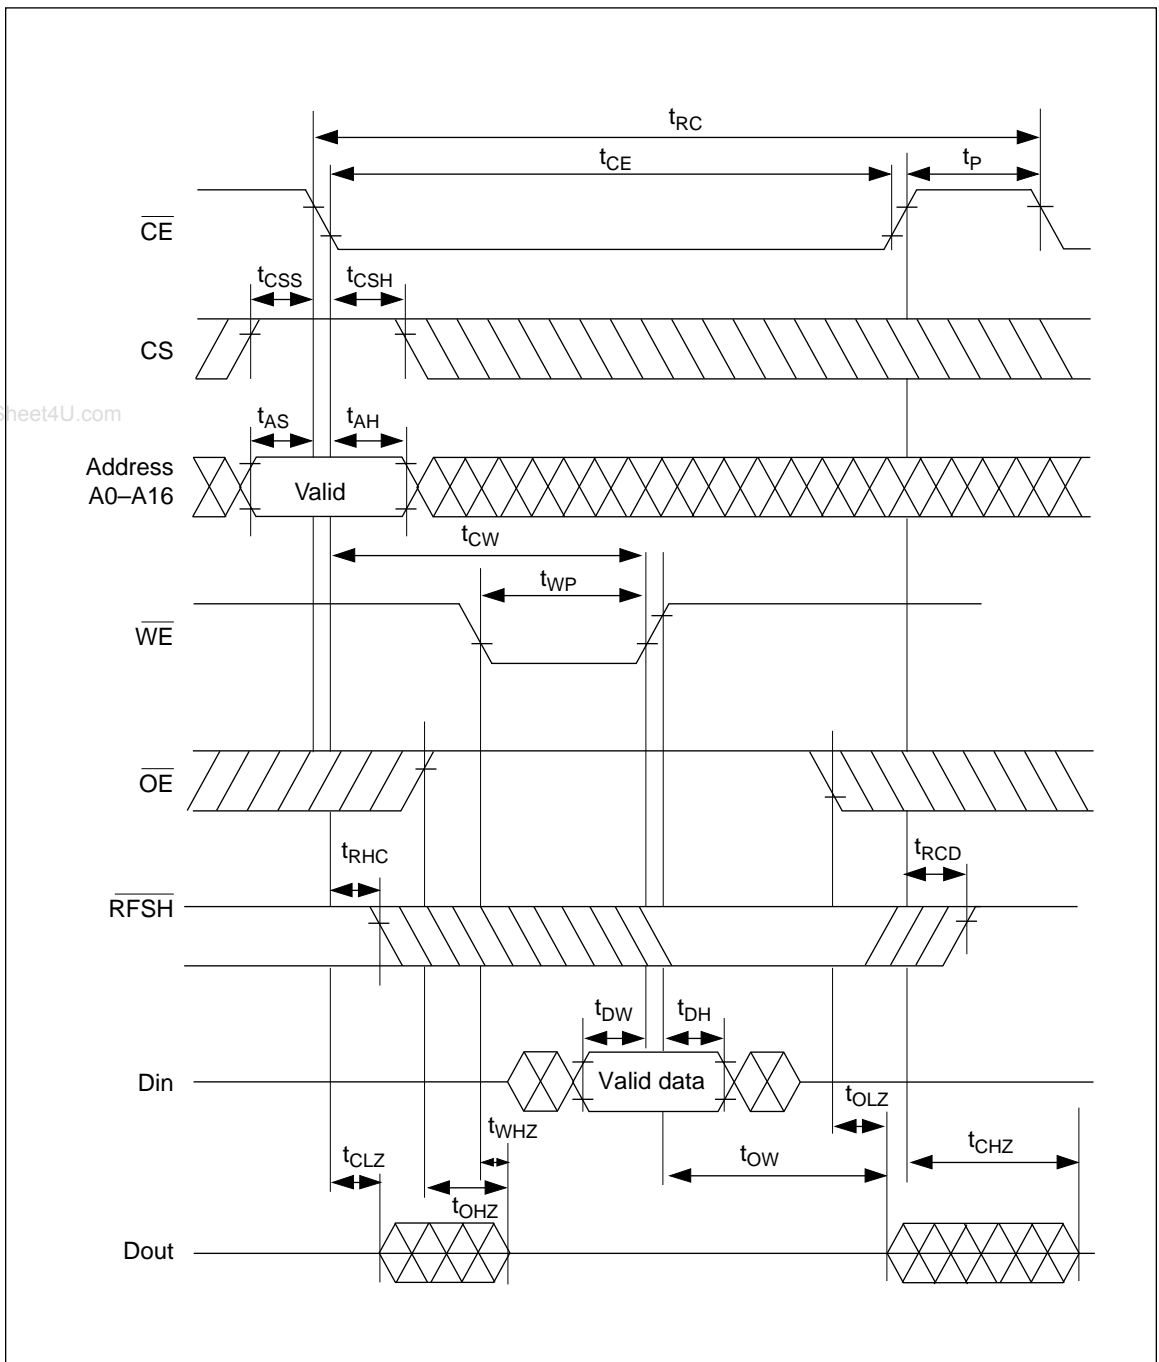 tRC
tCE
tP
CE
tCSS
tCSH
CS
Sheet4U.com
tAS
tAH
Address
A0–A16
Valid
tCW
tWP
WE
OE
tRHC
tRCD
RFSH
tDW
tDH
Din
Valid data
tOLZ
tWHZ
tCLZ
tOW
tCHZ
tOHZ
Dout